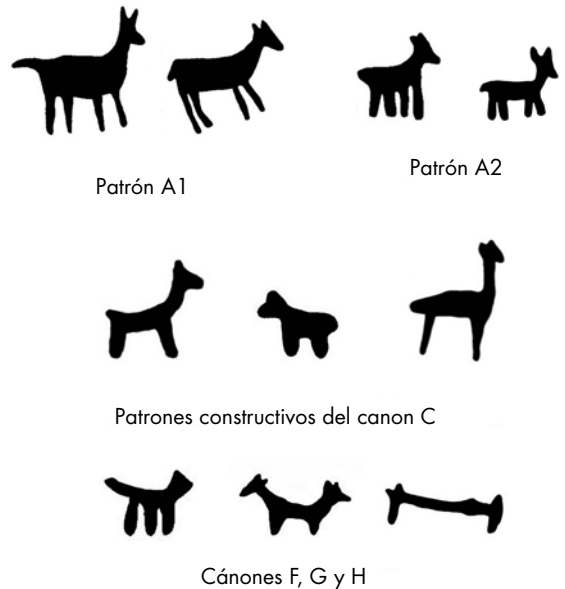 Patrón A1
Patrón A2
Patrones constructivos del canon C
Cánones F, G y H